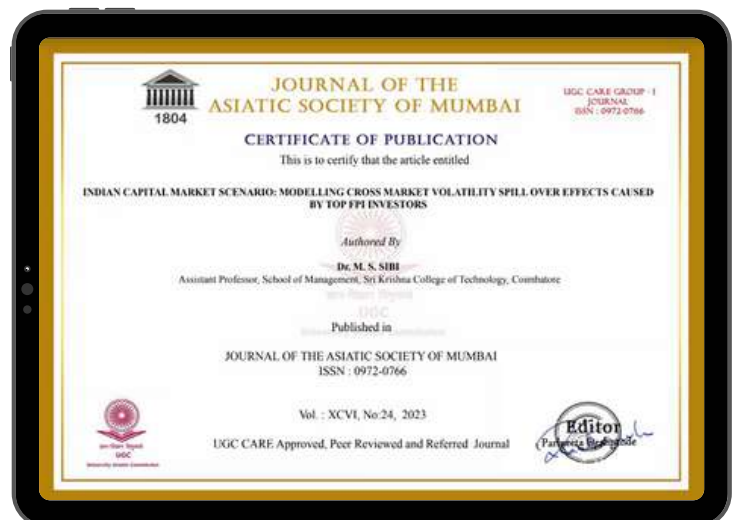 JOURNAL OF THE
ASIATIC SOCIETY OF MUMBAI
1804
UGC CARE GROUP - I
JOURNAL
ISSN : 0972-0766
CERTIFICATE OF PUBLICATION
This is to certify that the article entitled
INDIAN CAPITAL MARKET SCENARIO: MODELLING CROSS MARKET VOLATILITY SPILL OVER EFFECTS CAUSED
BY TOP FPI INVESTORS
Authored By
Dr. M. S. SIBI
Assistant Professor, School of Management, Sri Krishna College of Technology, Coimbatore
UGC
Published in
JOURNAL OF THE ASIATIC SOCIETY OF MUMBAI
ISSN : 0972-0766
Vol. : XCVI, No:24, 2023
UGC CARE Approved, Peer Reviewed and Referred Journal
UGC
University Grants Commission
Editor